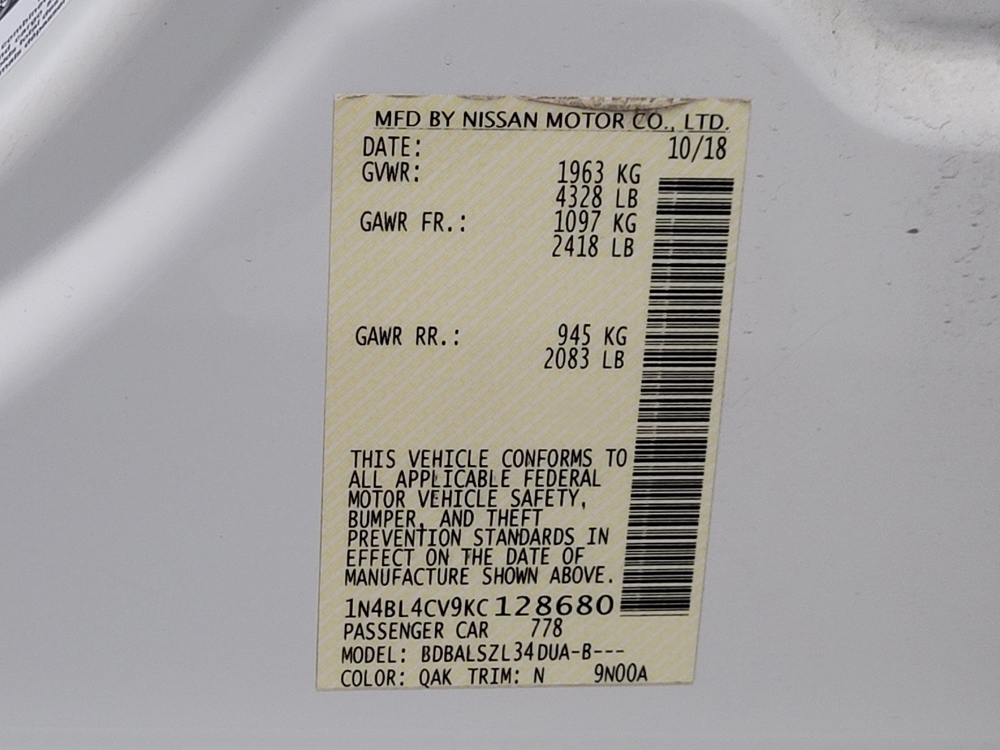 MFD BY NISSAN MOTOR CO., LTD.
DATE: 10/18
GVWR: 1963 KG
4328 LB
GAWR FR.: 1097 KG
2418 LB
GAWR RR.: 945 KG
2083 LB
THIS VEHICLE CONFORMS TO
ALL APPLICABLE FEDERAL
MOTOR VEHICLE SAFETY,
BUMPER, AND THEFT
PREVENTION STANDARDS IN
EFFECT ON THE DATE OF
MANUFACTURE SHOWN ABOVE.
1N4BL4CV9KC128680
PASSENGER CAR 778
MODEL: BDBALSZL34DUA-B---
COLOR: QAK TRIM: N 9N00A